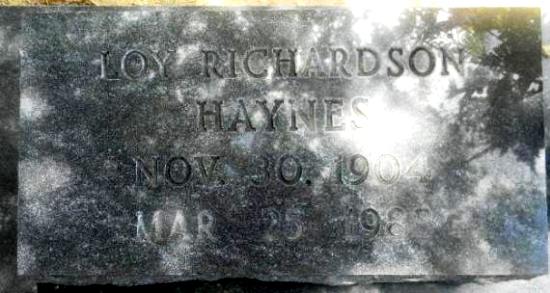 LOY RICHARDSON
HAYNES
NOV. 30, 1904
MAR 25